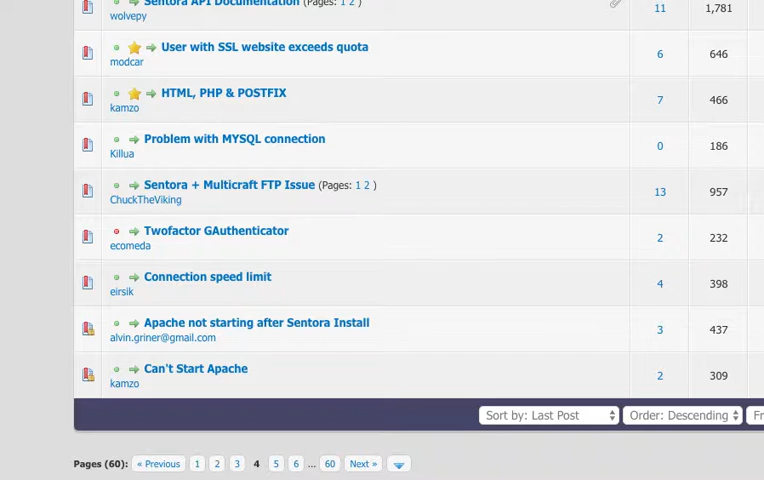 Sentora API Documentation (Pages: 1 2 )
wolvepy
11 1,781
User with SSL website exceeds quota
modcar
6 646
HTML, PHP & POSTFIX
kamzo
7 466
Problem with MYSQL connection
Killua
0 186
Sentora + Multicraft FTP Issue (Pages: 1 2 )
ChuckTheViking
13 957
Twofactor GAuthenticator
ecomeda
2 232
Connection speed limit
eirsik
4 398
Apache not starting after Sentora Install
alvin.griner@gmail.com
3 437
Can't Start Apache
kamzo
2 309
Sort by: Last Post Order: Descending Fr
Pages (60): « Previous 1 2 3 4 5 6 ... 60 Next »